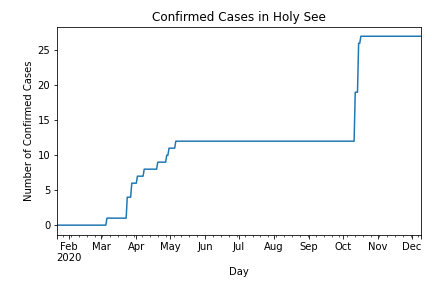 Confirmed Cases in Holy See
Number of Confirmed Cases
25
20
15
10
5
0
Feb Mar Apr May Jun Jul Aug Sep Oct Nov Dec
2020
Day